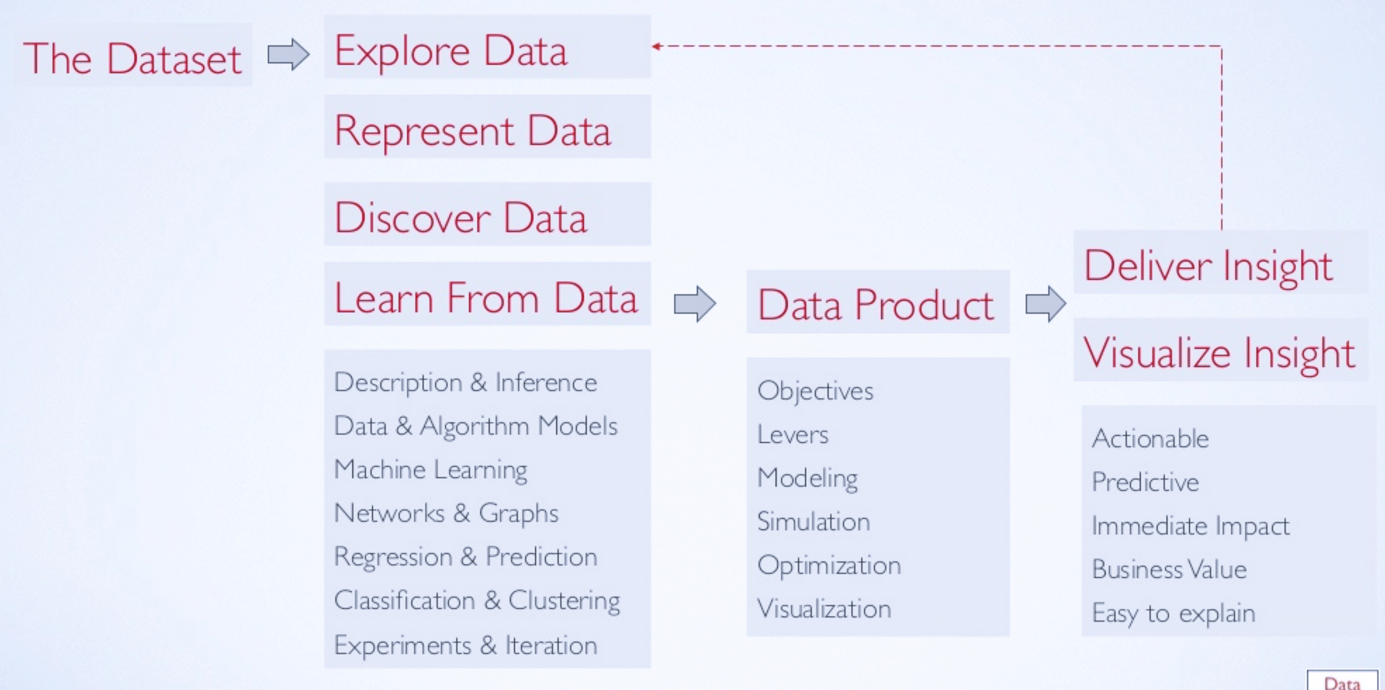 The Dataset
Explore Data
Represent Data
Discover Data
Learn From Data
Description & Inference
Data & Algorithm Models
Machine Learning
Networks & Graphs
Regression & Prediction
Classification & Clustering
Experiments & Iteration
Data Product
Objectives
Levers
Modeling
Simulation
Optimization
Visualization
Deliver Insight
Visualize Insight
Actionable
Predictive
Immediate Impact
Business Value
Easy to explain
Data